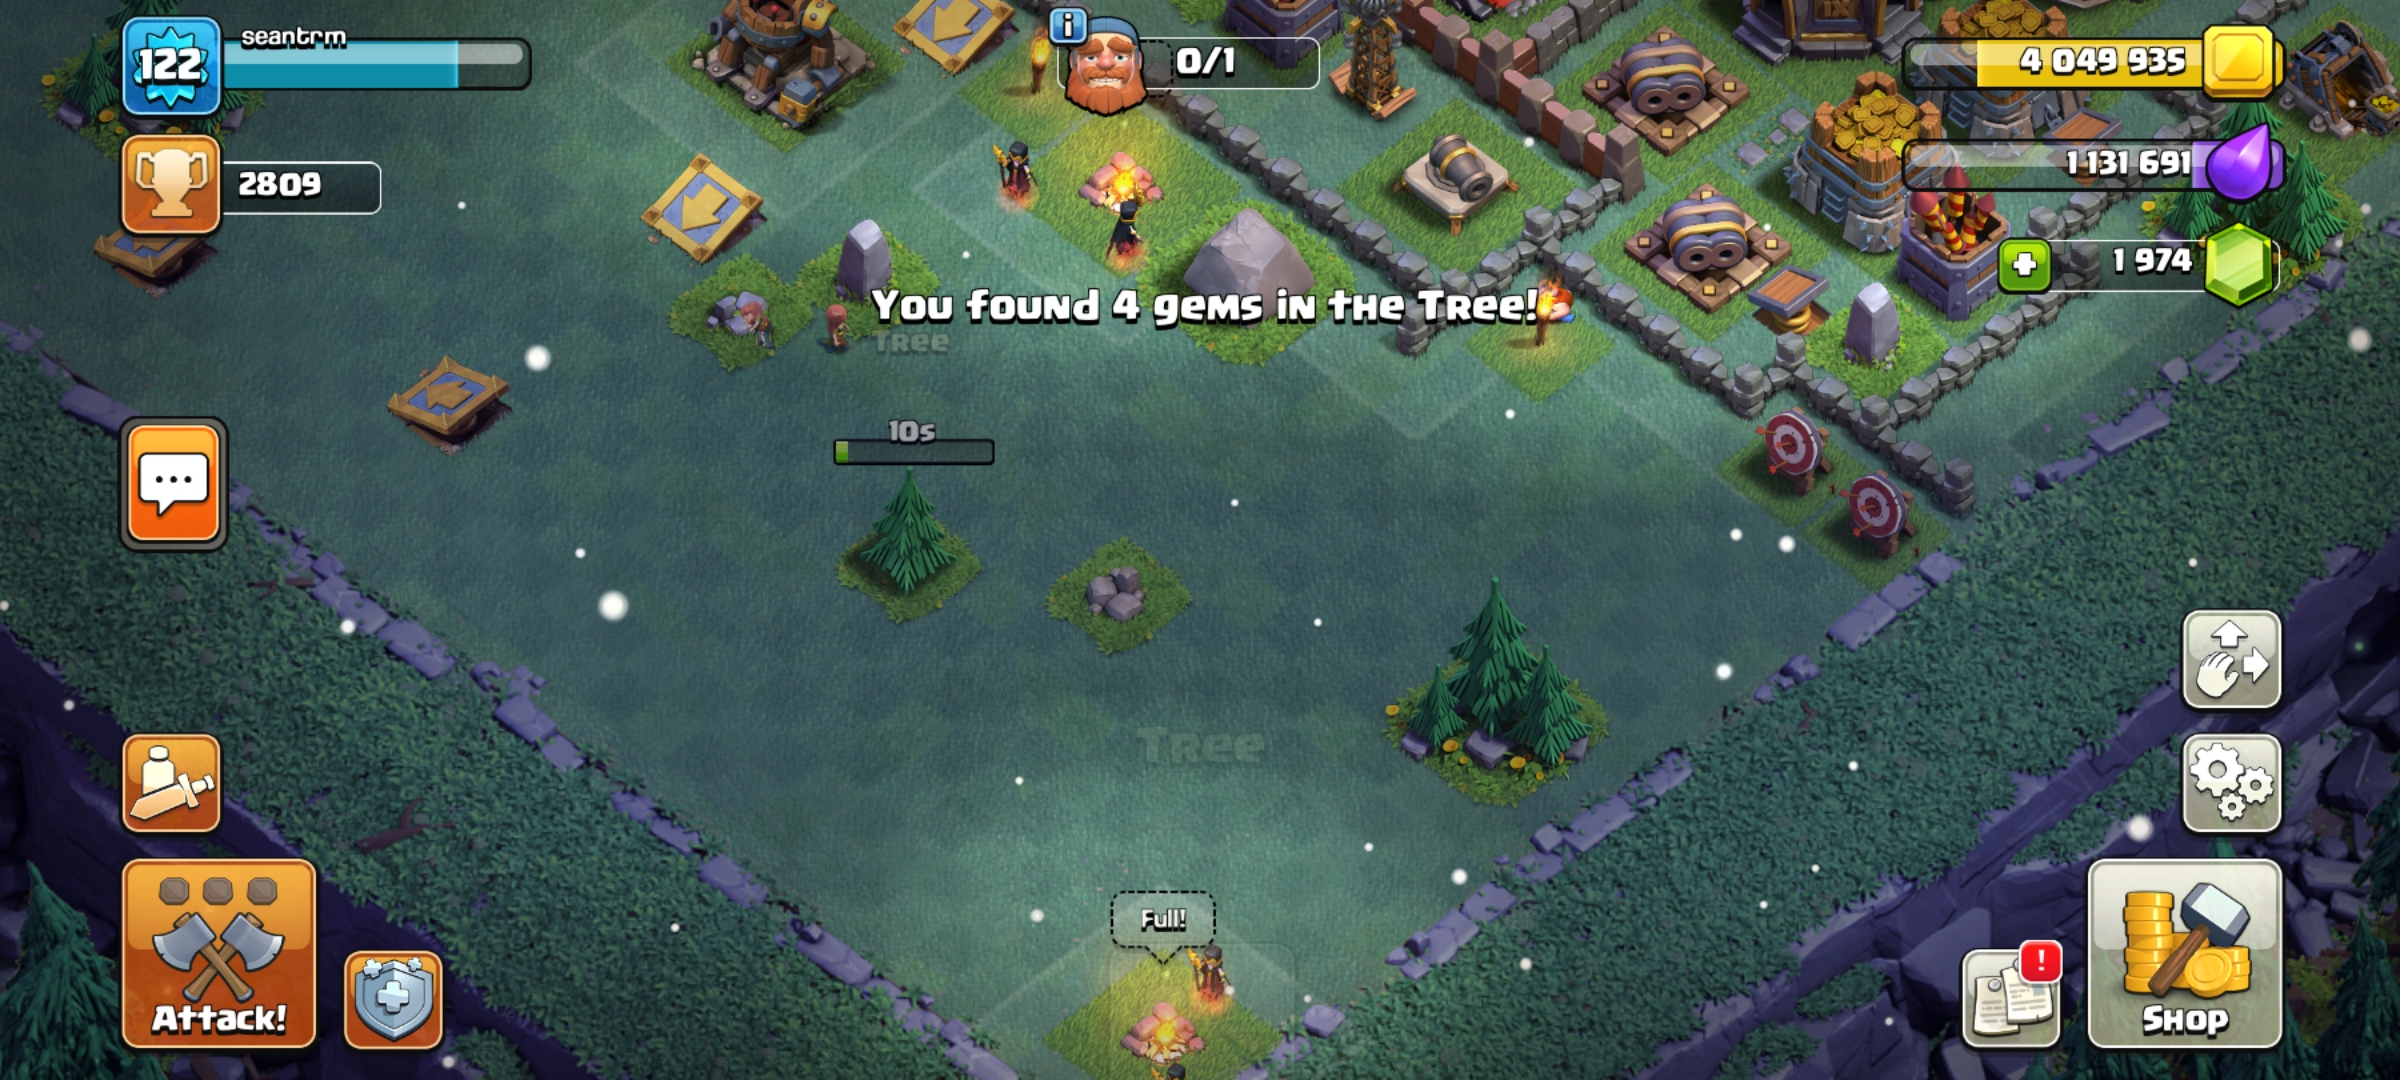 122
seantrm
0/1
4 049 935
2809
1 131 691
1 974
You found 4 gems in the Tree!
Tree
10s
Tree
Full!
Attack!
!
Shop